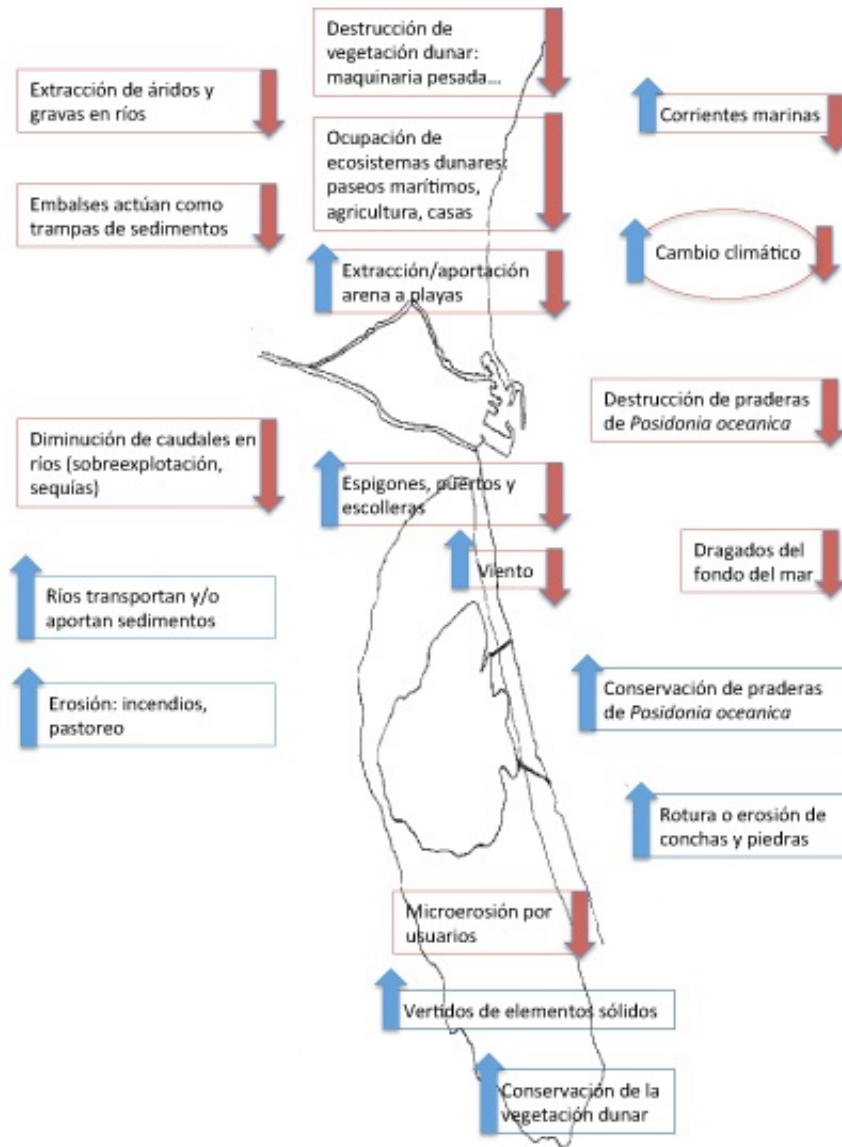 Destrucción de
vegetación dunar:
maquinaria pesada...
Extracción de áridos y
gravas en ríos
Corrientes marinas
Ocupación de
ecosistemas dunares:
paseos marítimos,
agricultura, casas
Embalses actúan como
trampas de sedimentos
Cambio climático
Extracción/aportación
arena a playas
Destrucción de praderas
de Posidonia oceanica
Diminución de caudales en
ríos (sobreexplotación,
sequías)
Espigones, puertos y
escolleras
Viento
Dragados del
fondo del mar
Ríos transportan y/o
aportan sedimentos
Erosión: incendios,
pastoreo
Conservación de praderas
de Posidonia oceanica
Rotura o erosión de
conchas y piedras
Microerosión por
usuarios
Vertidos de elementos sólidos
Conservación de la
vegetación dunar